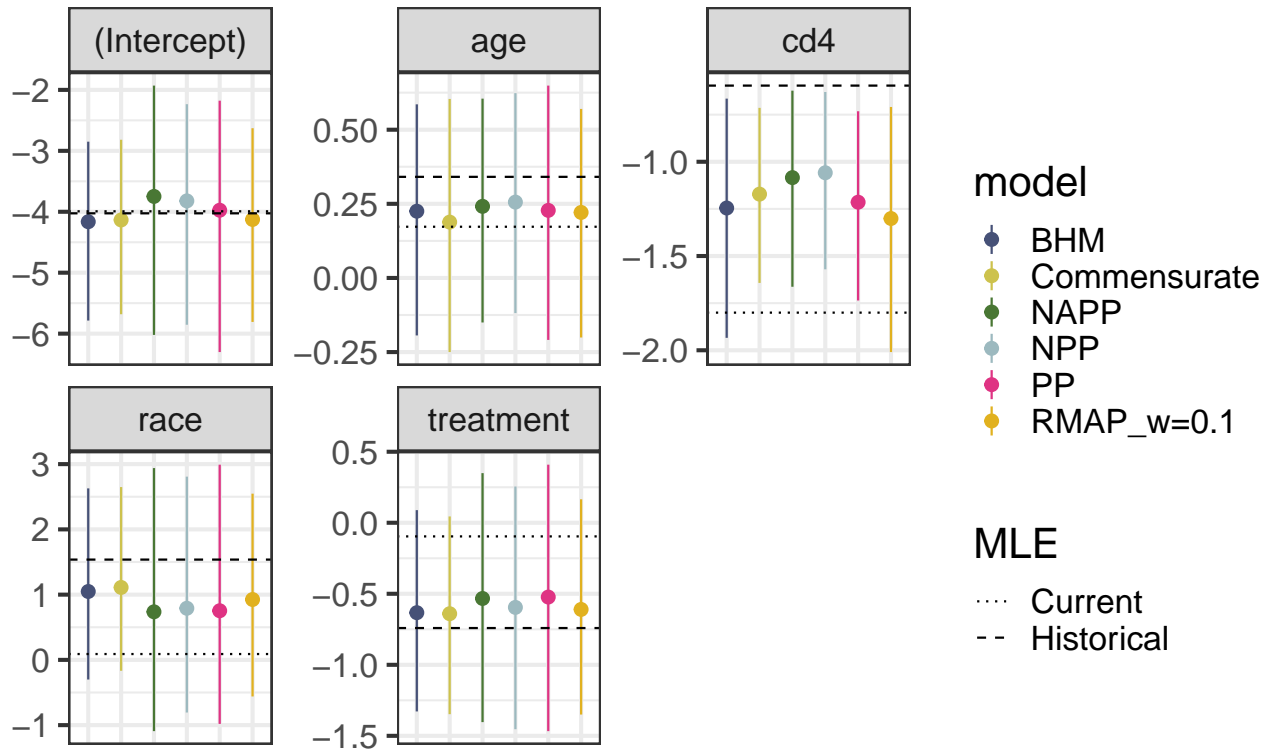 (Intercept)
age
cd4
−2
−3
−4
−5
−6
0.50
0.25
0.00
−0.25
−1.0
−1.5
−2.0
race
treatment
3
2
1
0
−1
0.5
0.0
−0.5
−1.0
−1.5
model
BHM
Commensurate
NAPP
NPP
PP
RMAP_w=0.1
MLE
Current
Historical